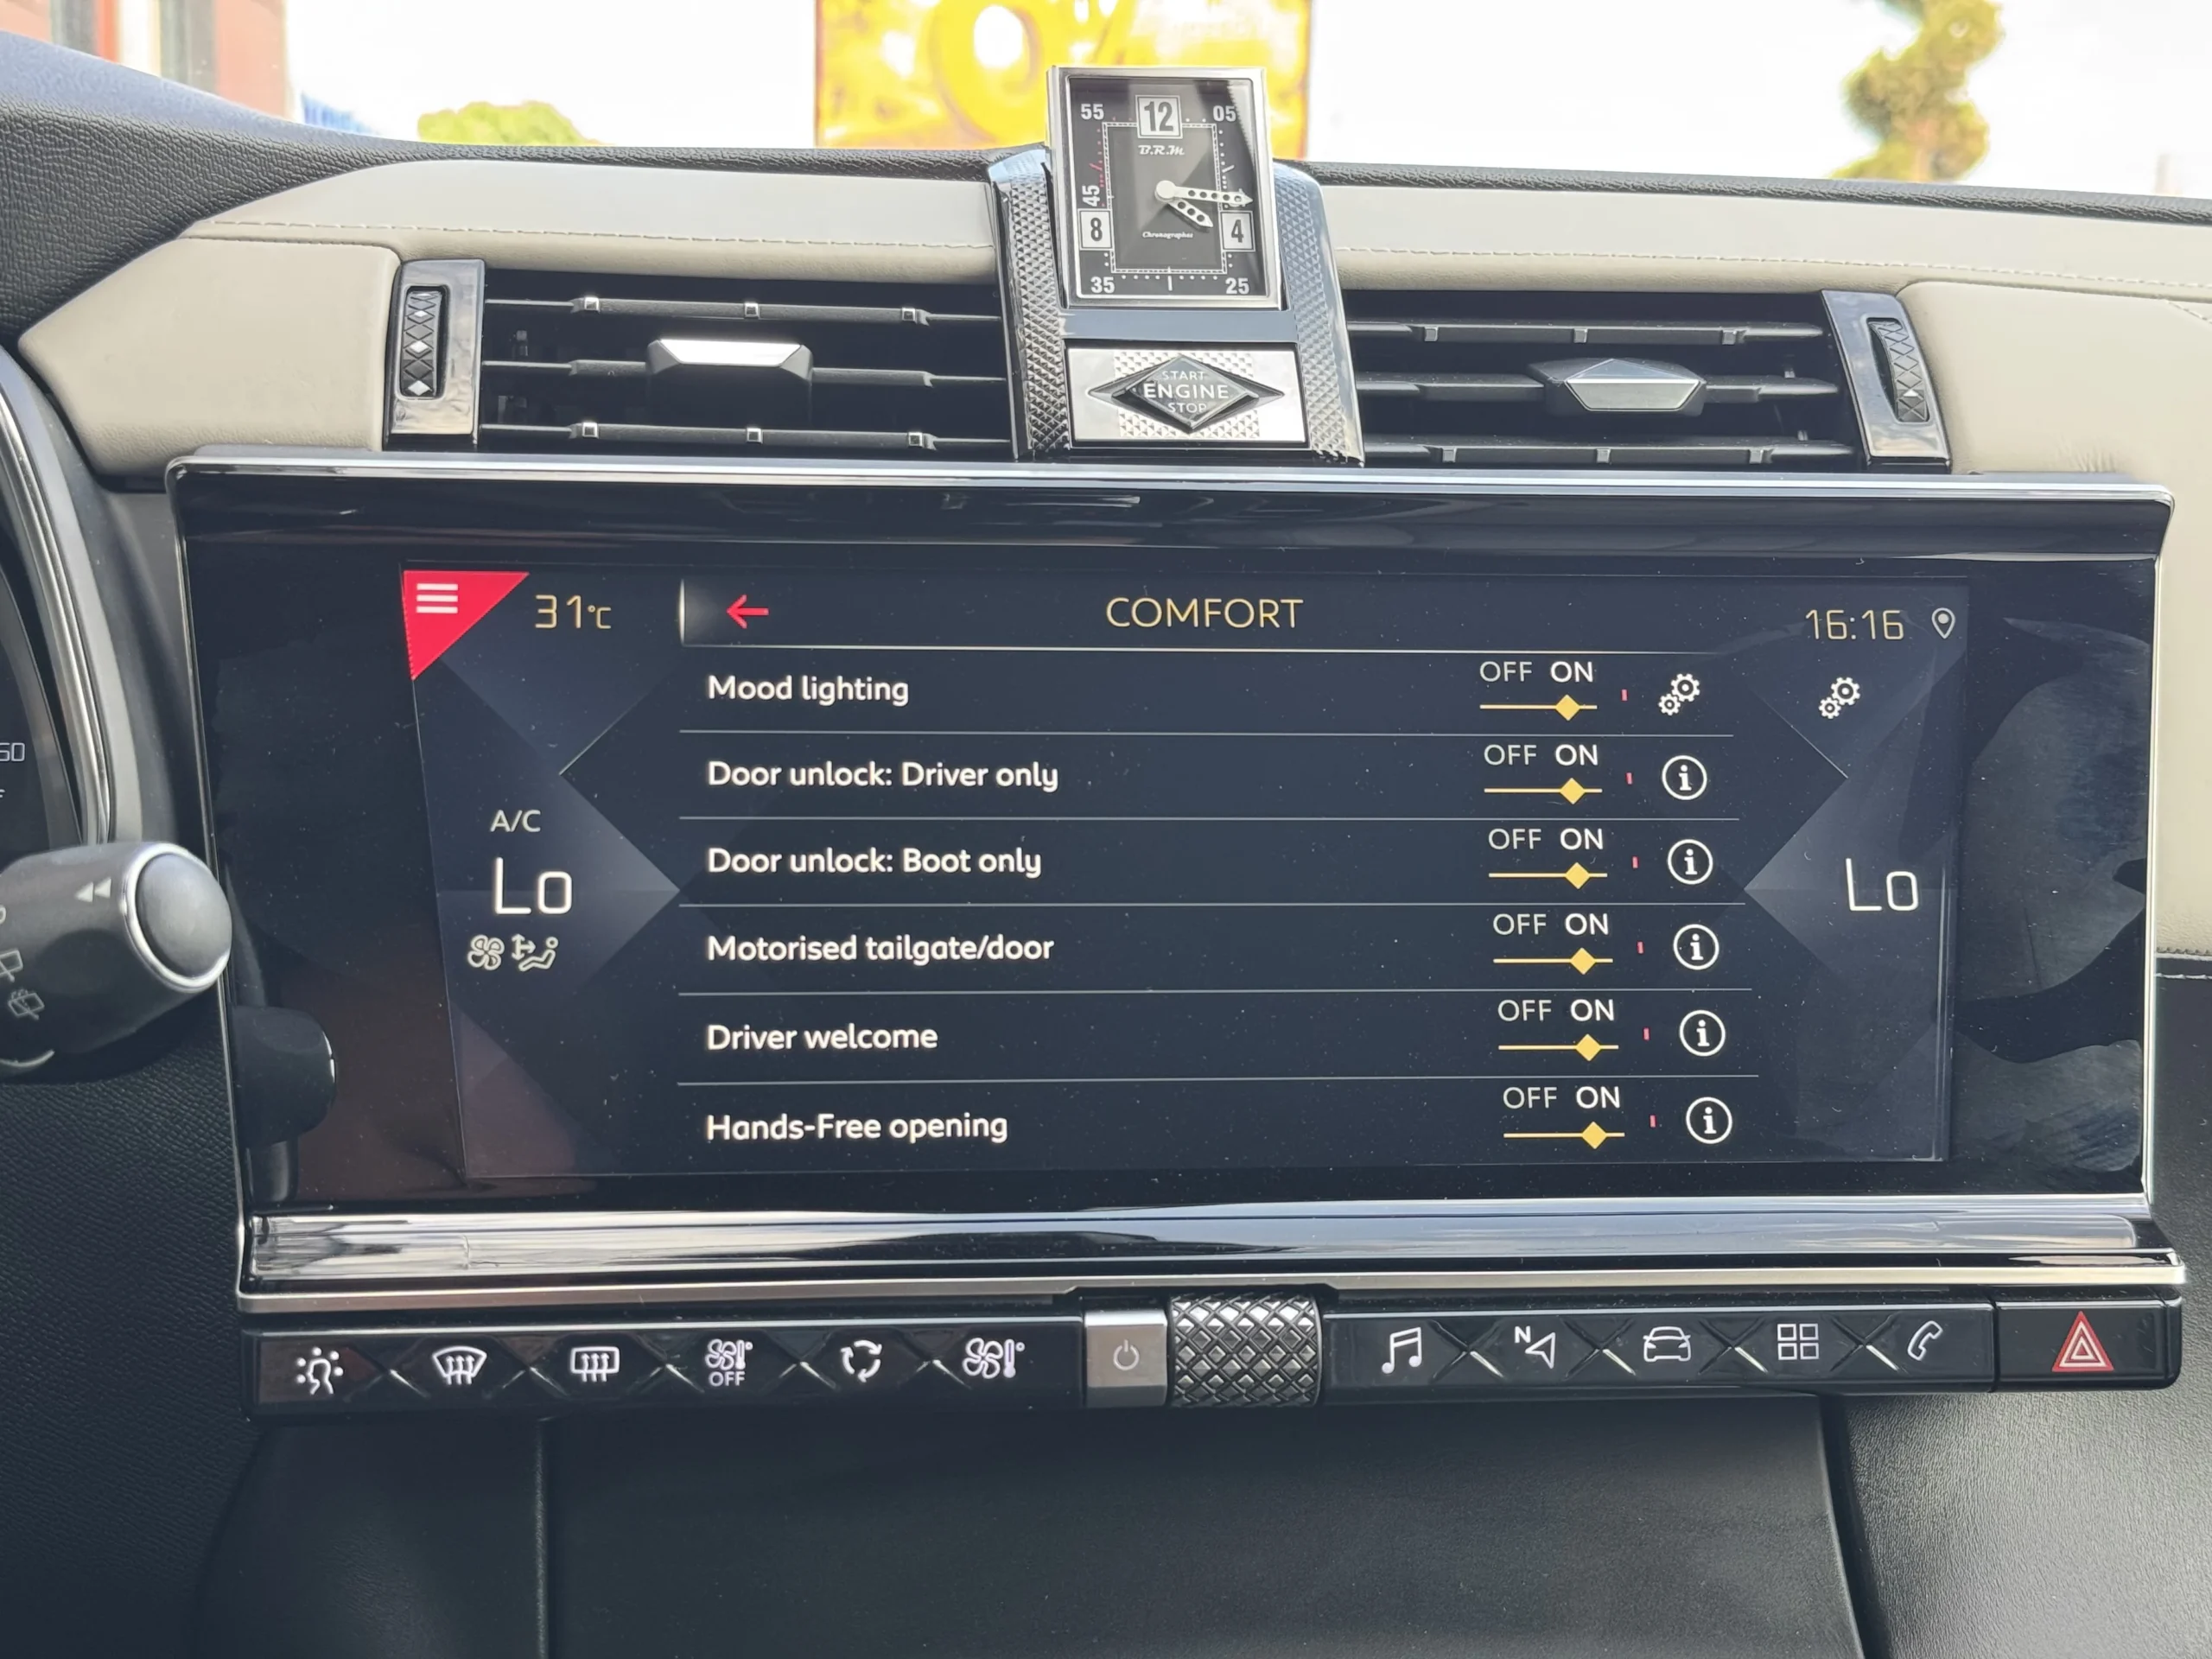 55 12 05
B.R.M
45
8 4
Chronographes
35 25
START
ENGINE
STOP
31°C COMFORT 16:16
Mood lighting OFF ON
Door unlock: Driver only OFF ON
Door unlock: Boot only OFF ON
Motorised tailgate/door OFF ON
Driver welcome OFF ON
Hands-Free opening OFF ON
A/C
Lo
Lo
OFF
N